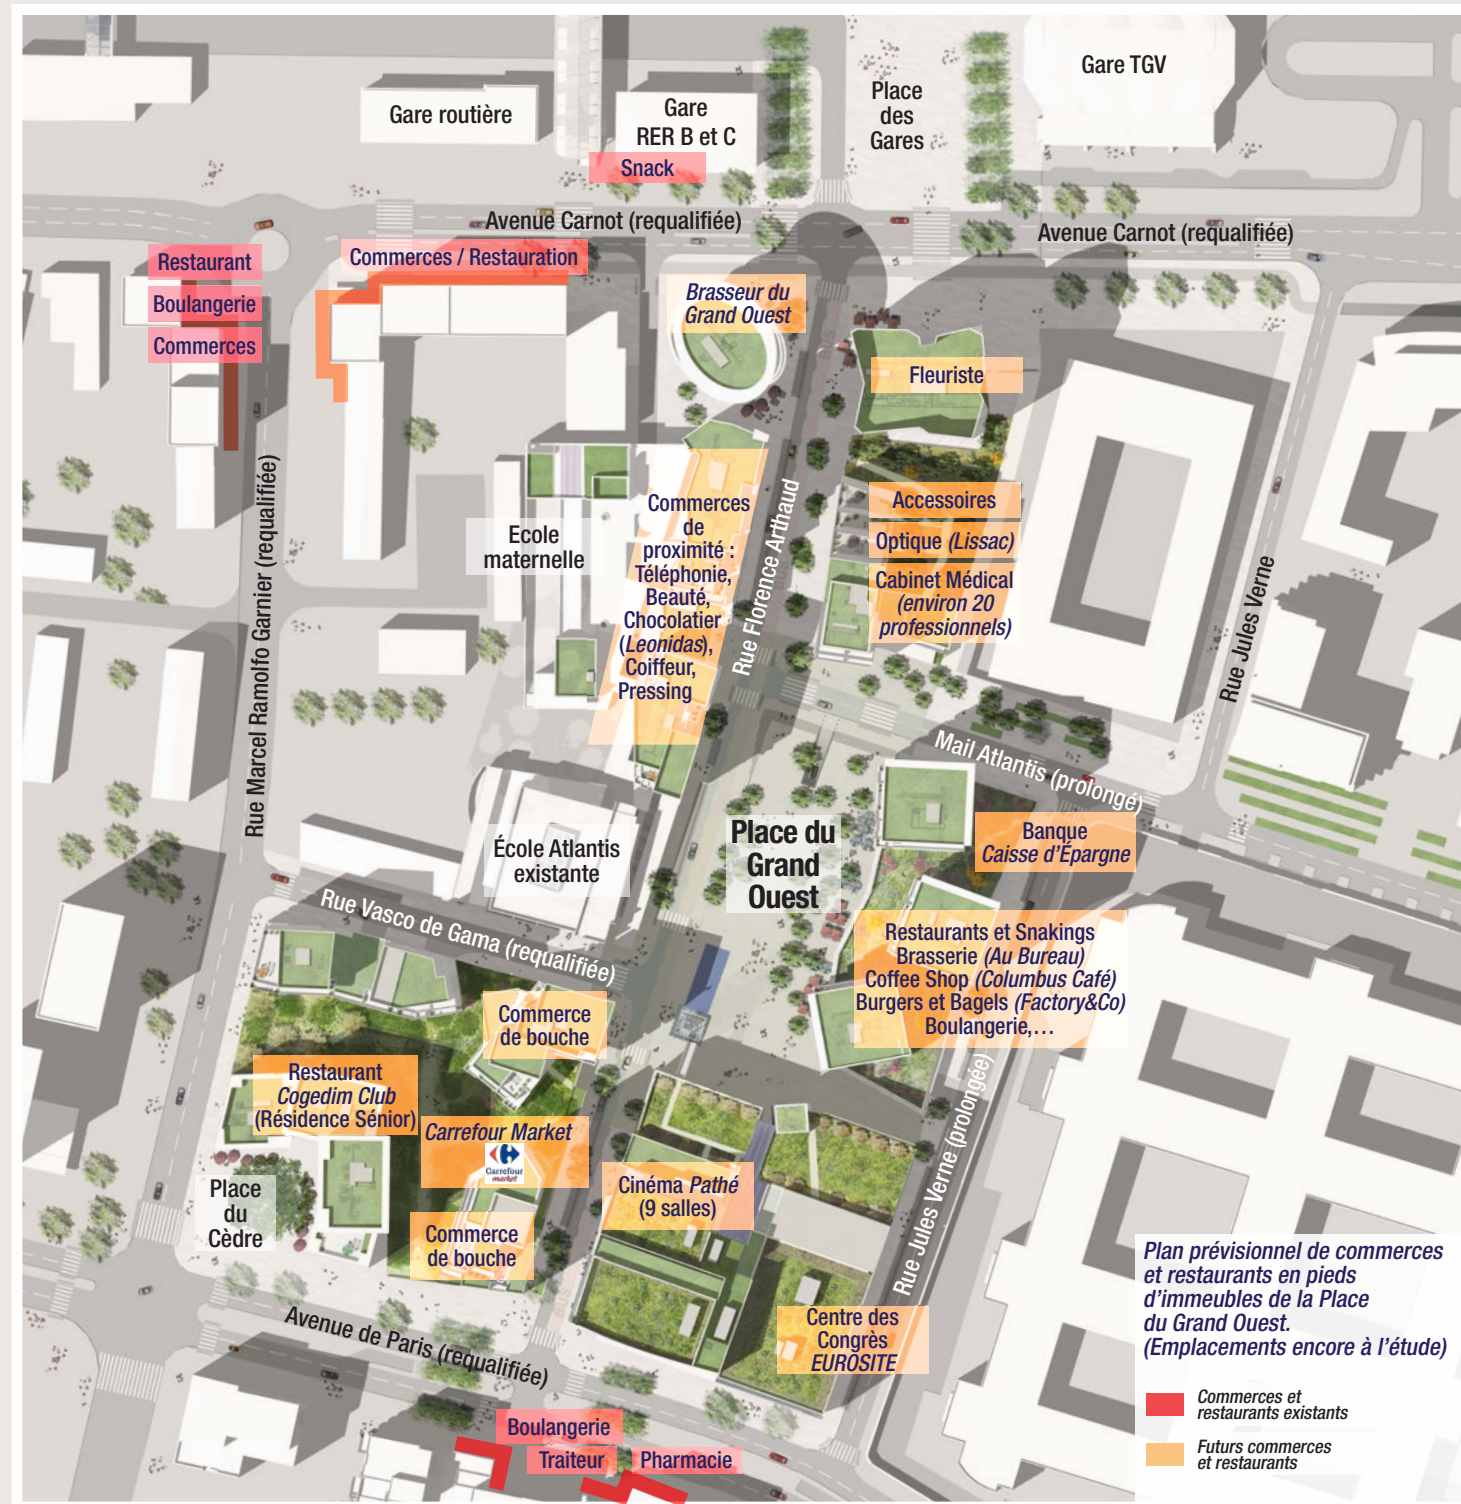 Gare TGV
Place
des
Gares
Gare routière
Gare
RER B et C
Snack
Avenue Carnot (requalifiée)
Avenue Carnot (requalifiée)
Restaurant
Boulangerie
Commerces
Commerces / Restauration
Brasseur du
Grand Ouest
Fleuriste
Accessoires
Optique (Lissac)
Cabinet Médical
(environ 20
professionnels)
Commerces
de
proximité :
Téléphonie,
Beauté,
Chocolatier
(Leonidas),
Coiffeur,
Pressing
Ecole
maternelle
Rue Florence Arthaud
Rue Marcel Ramolfo Garnier (requalifiée)
Rue Jules Verne
Mail Atlantis (prolongé)
Place du
Grand
Ouest
École Atlantis
existante
Banque
Caisse d'Épargne
Rue Vasco de Gama (requalifiée)
Restaurants et Snakings
Brasserie (Au Bureau)
Coffee Shop (Columbus Café)
Burgers et Bagels (Factory&Co)
Boulangerie,…
Commerce
de bouche
Restaurant
Cogedim Club
(Résidence Sénior)
Carrefour Market
Carrefour
market
Cinéma Pathé
(9 salles)
Rue Jules Verne (prolongée)
Place
du
Cèdre
Commerce
de bouche
Centre des
Congrès
EUROSITE
Avenue de Paris (requalifiée)
Boulangerie
Traiteur
Pharmacie
Plan prévisionnel de commerces
et restaurants en pieds
d'immeubles de la Place
du Grand Ouest.
(Emplacements encore à l'étude)
Commerces et
restaurants existants
Futurs commerces
et restaurants